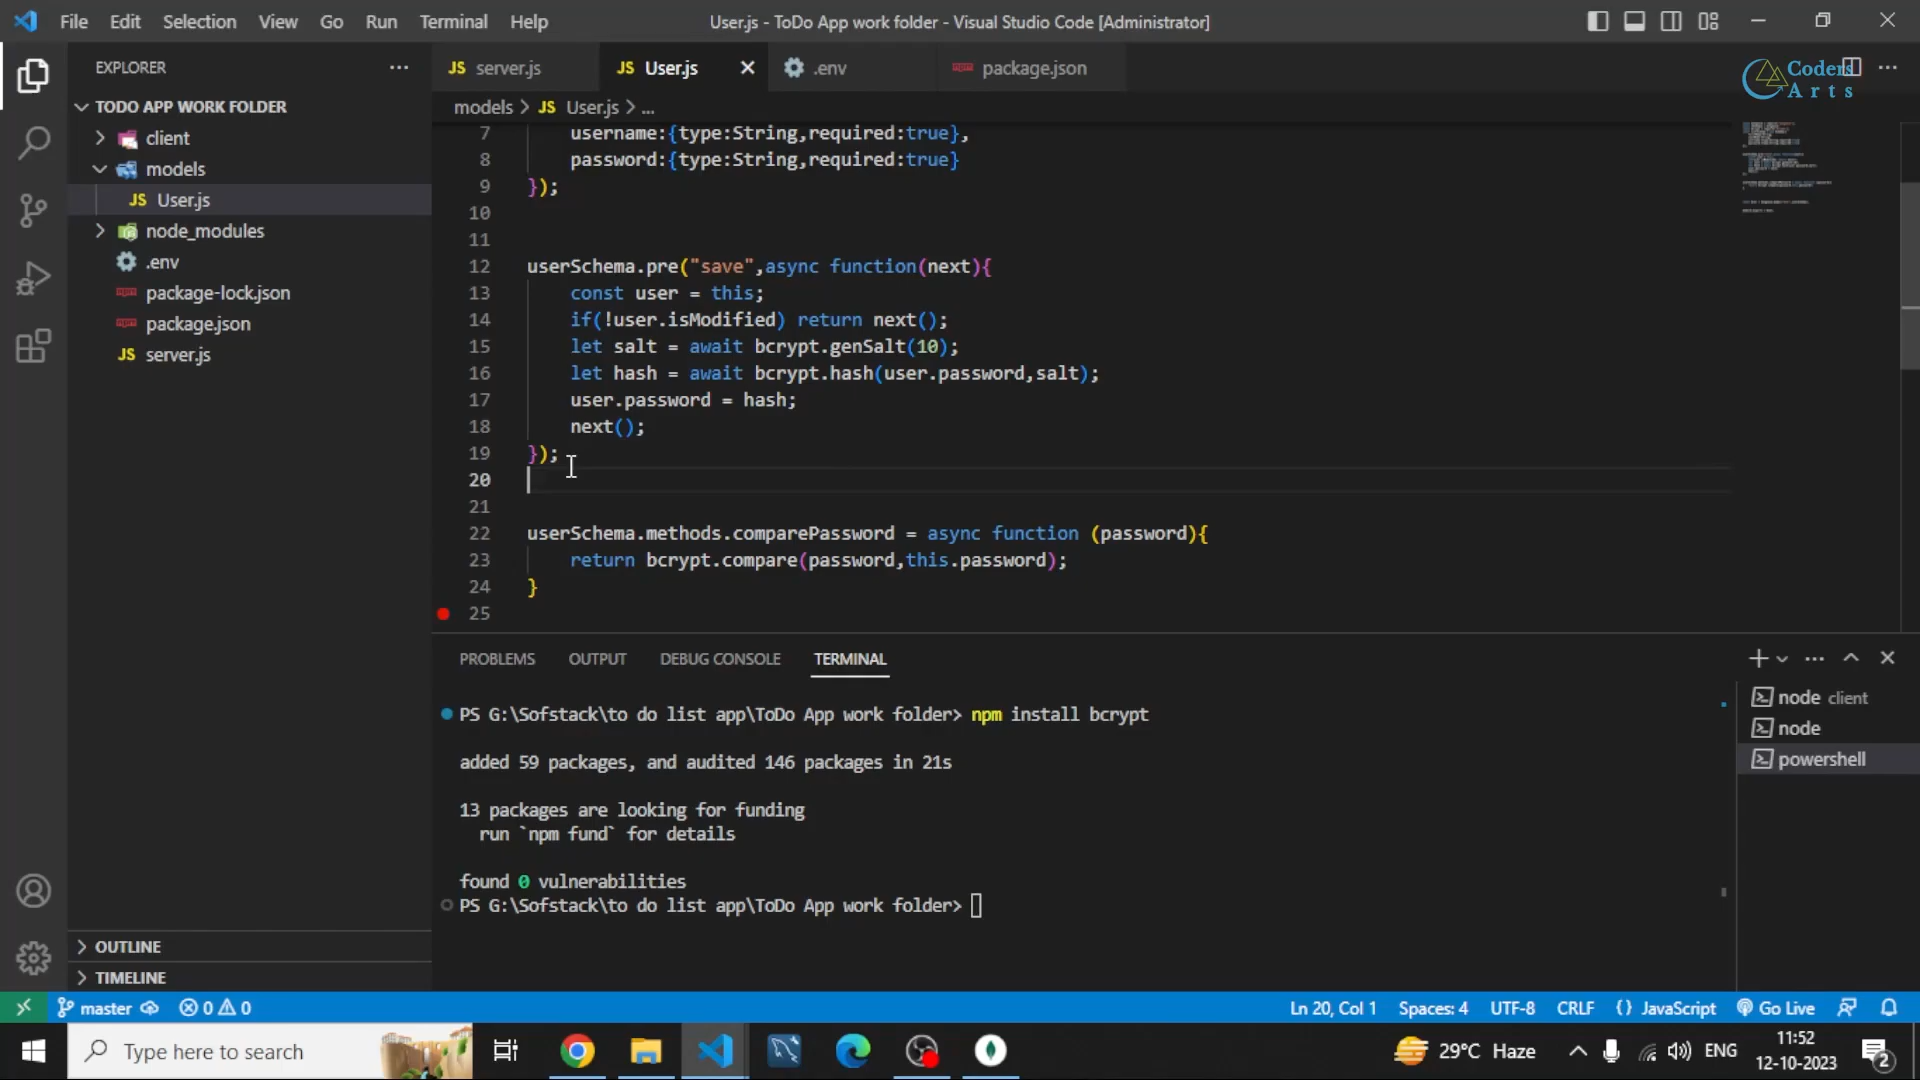 File Edit Selection View Go Run Terminal Help
User.js - ToDo App work folder - Visual Studio Code [Administrator]
EXPLORER
TODO APP WORK FOLDER
client
models
JS User.js
node_modules
.env
package-lock.json
package.json
JS server.js
OUTLINE
TIMELINE
JS server.js
JS User.js
.env
package.json
Coders
Arts
models > JS User.js > ...
7 username:{type:String,required:true},
8 password:{type:String,required:true}
9 });
10
11
12 userSchema.pre("save",async function(next){
13 const user = this;
14 if(!user.isModified) return next();
15 let salt = await bcrypt.genSalt(10);
16 let hash = await bcrypt.hash(user.password,salt);
17 user.password = hash;
18 next();
19 });
20
21
22 userSchema.methods.comparePassword = async function (password){
23 return bcrypt.compare(password,this.password);
24 }
25
PROBLEMS OUTPUT DEBUG CONSOLE TERMINAL
PS G:\Sofstack\to do list app\ToDo App work folder> npm install bcrypt
added 59 packages, and audited 146 packages in 21s
13 packages are looking for funding
run `npm fund` for details
found 0 vulnerabilities
PS G:\Sofstack\to do list app\ToDo App work folder>
node client
node
powershell
master
0 0
Ln 20, Col 1 Spaces: 4 UTF-8 CRLF {} JavaScript Go Live
Type here to search
29°C Haze
ENG
11:52
12-10-2023
2